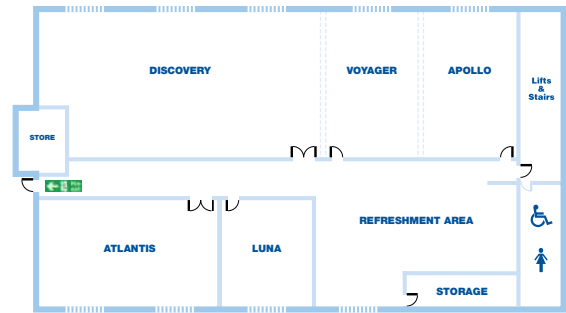 DISCOVERY
VOYAGER
APOLLO
Lifts
&
Stairs
STORE
REFRESHMENT AREA
ATLANTIS
LUNA
STORAGE